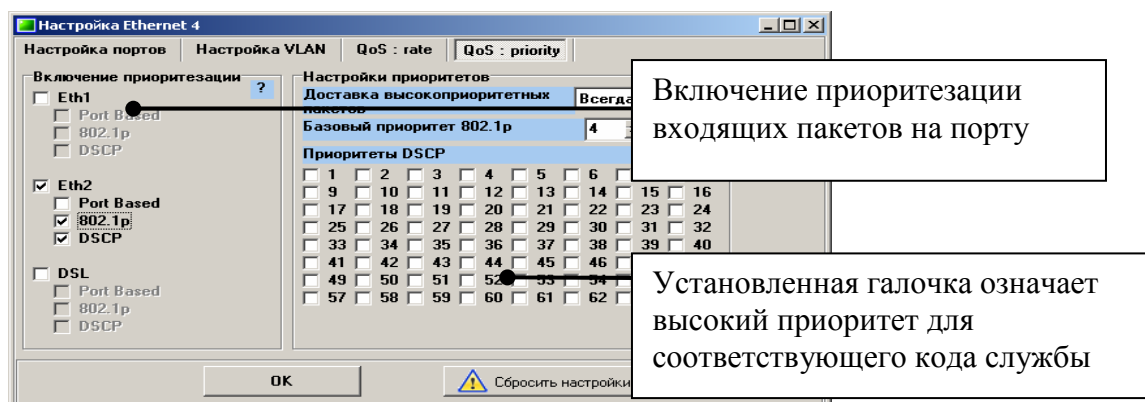 Настройка Ethernet 4
Настройка портов Настройка VLAN QoS : rate QoS : priority
Включение приоритезации ?
Eth1
Port Based
802.1p
DSCP
Eth2
Port Based
802.1p
DSCP
DSL
Port Based
802.1p
DSCP
Настройки приоритетов
Доставка высокоприоритетных пакетов
Всегда
Базовый приоритет 802.1p 4
Приоритеты DSCP
1 2 3 4 5 6
9 10 11 12 13 14 15 16
17 18 19 20 21 22 23 24
25 26 27 28 29 30 31 32
33 34 35 36 37 38 39 40
41 42 43 44 45 46
49 50 51 52 53 54
57 58 59 60 61 62
OK
Сбросить настройки
Включение приоритезации
входящих пакетов на порту
Установленная галочка означает
высокий приоритет для
соответствующего кода службы